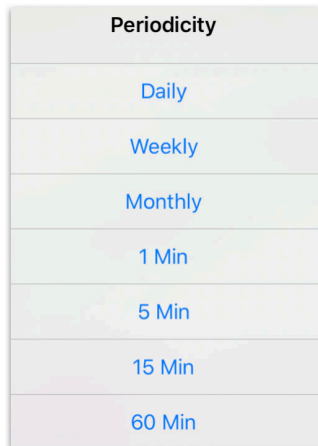 Periodicity
Daily
Weekly
Monthly
1 Min
5 Min
15 Min
60 Min